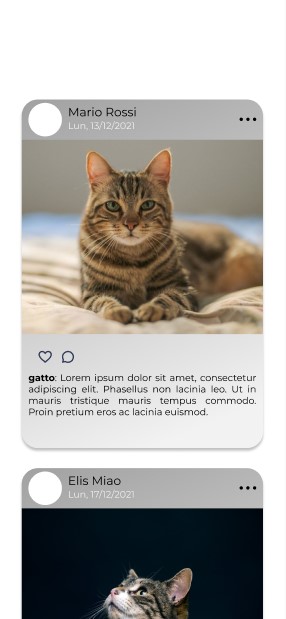 Mario Rossi
Lun, 13/12/2021
gatto: Lorem ipsum dolor sit amet, consectetur
adipiscing elit. Phasellus non lacinia leo. Ut in
mauris tristique mauris tempus commodo.
Proin pretium eros ac lacinia euismod.
Elis Miao
Lun, 17/12/2021